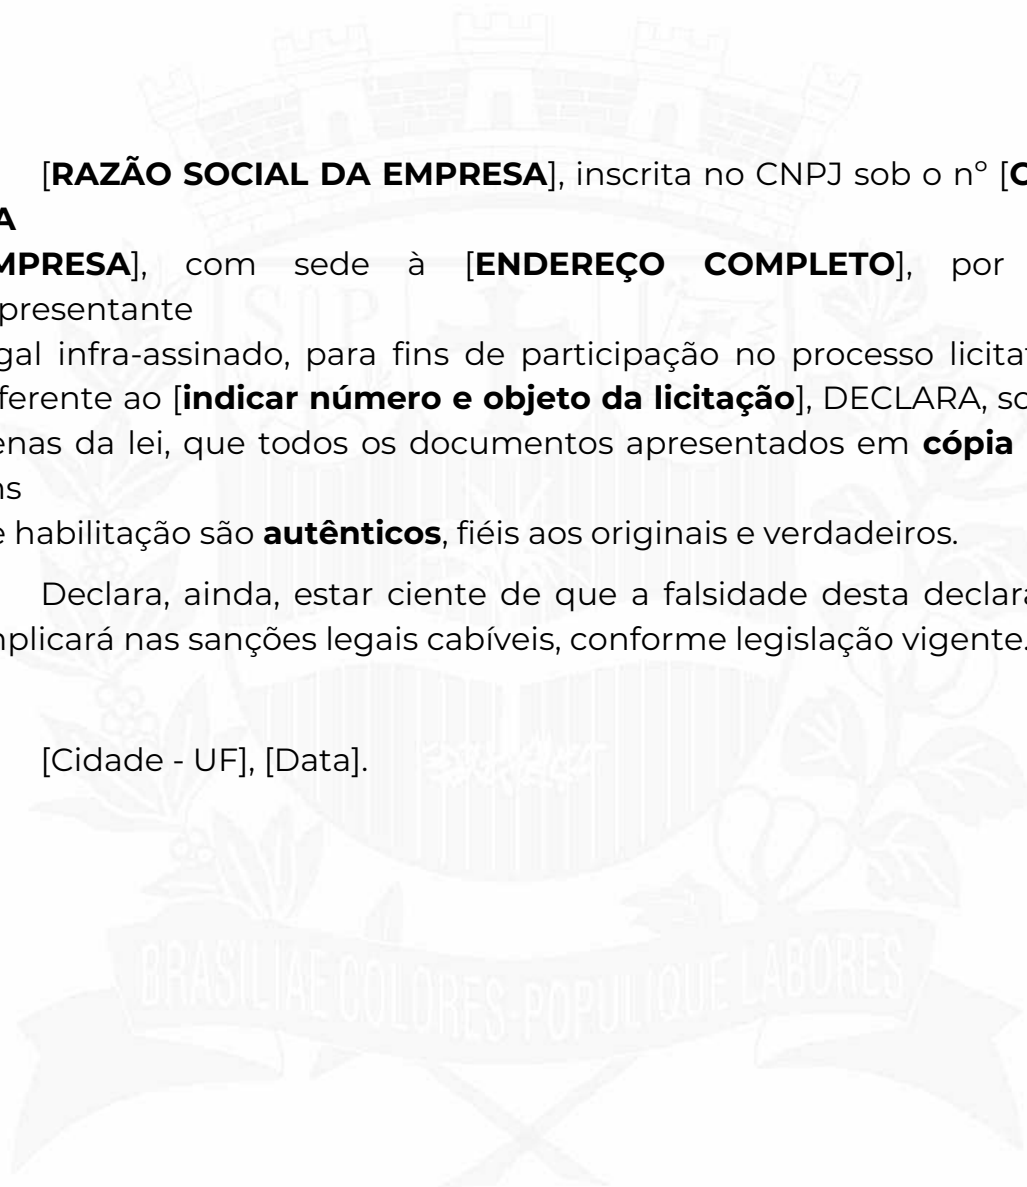 [RAZÃO SOCIAL DA EMPRESA], inscrita no CNPJ sob o nº [
A
MPRESA], com sede à [ENDEREÇO COMPLETO], por
presentante
gal infra-assinado, para fins de participação no processo licitat
ferente ao [indicar número e objeto da licitação], DECLARA, so
enas da lei, que todos os documentos apresentados em cópia
ns
e habilitação são autênticos, fiéis aos originais e verdadeiros.
Declara, ainda, estar ciente de que a falsidade desta declara
mplicará nas sanções legais cabíveis, conforme legislação vigente.
[Cidade - UF], [Data].
BRASILIAE COLORES POPULIQUE LABORES